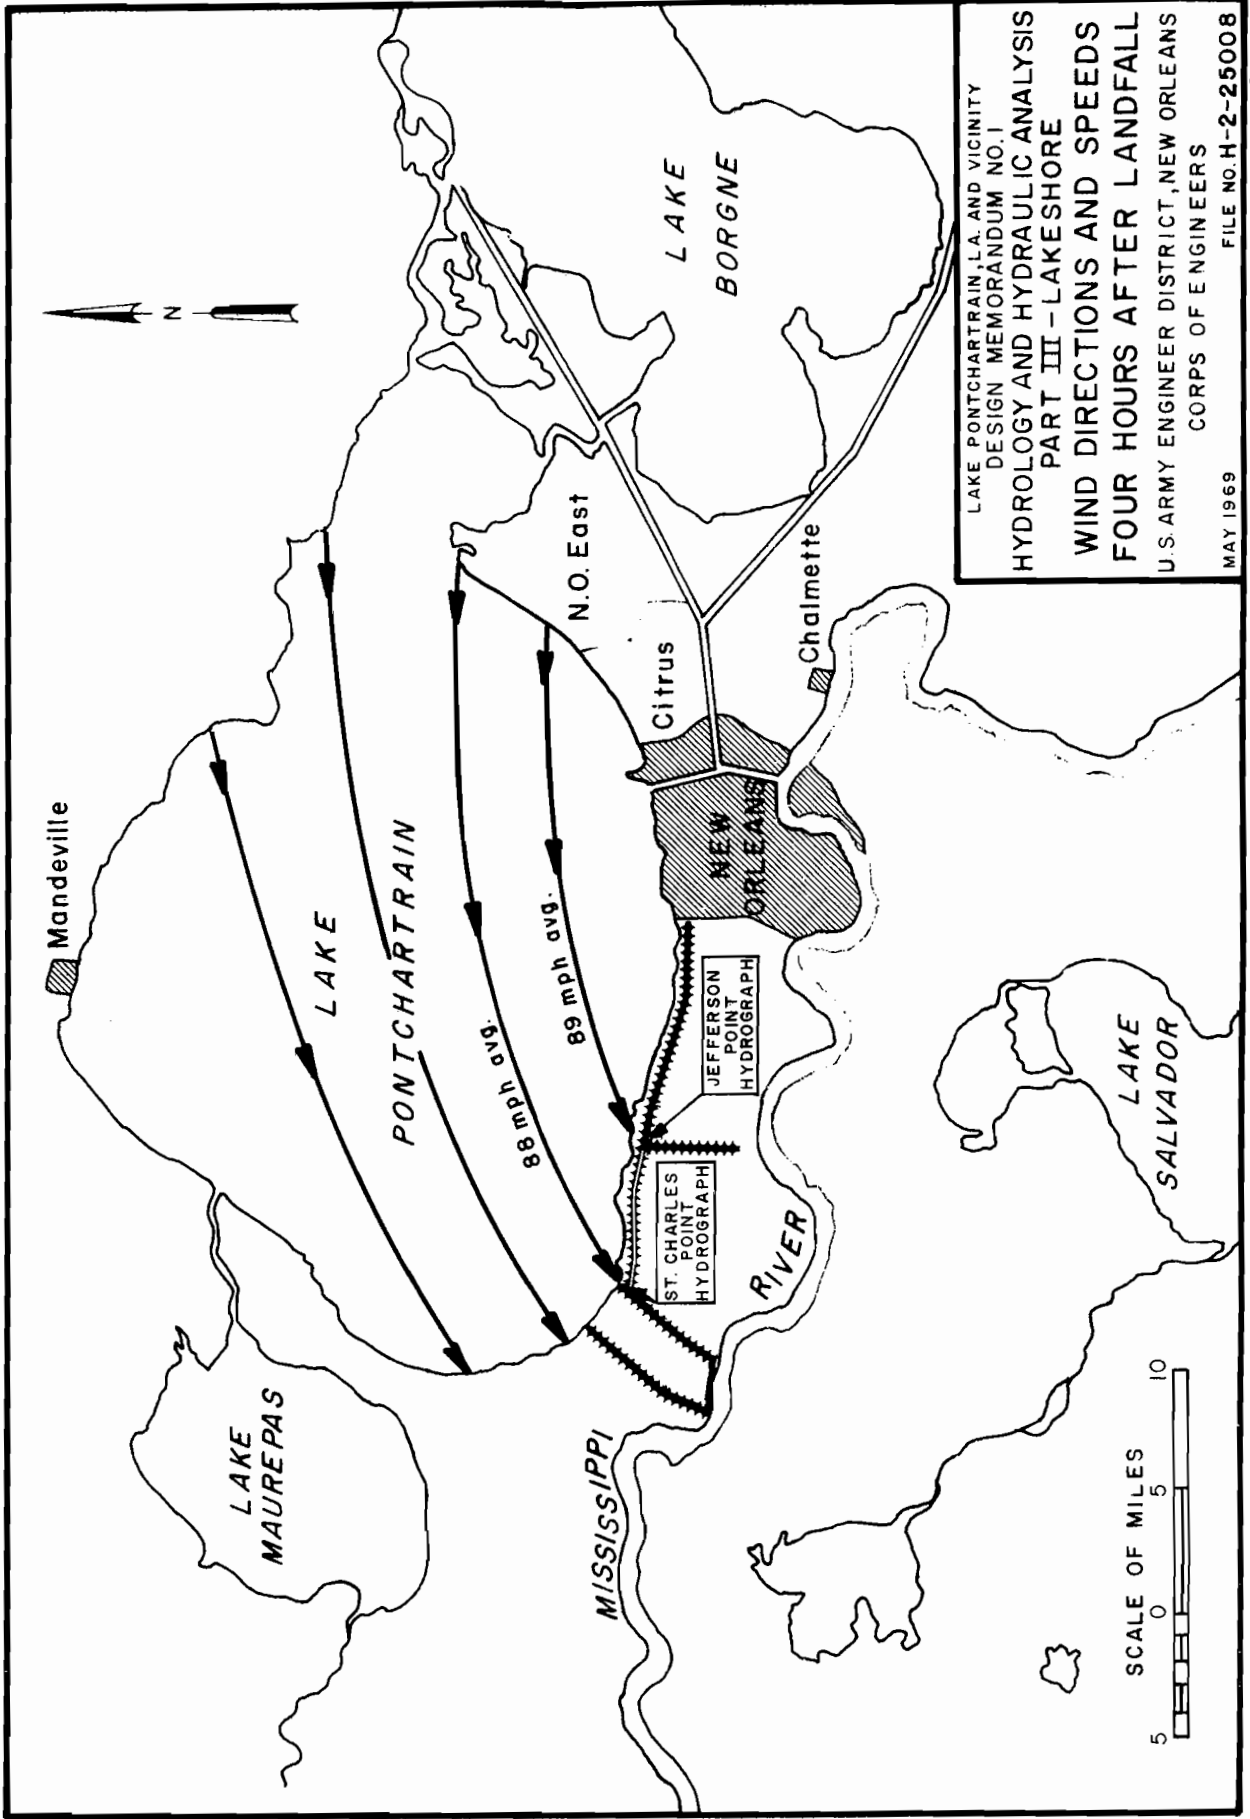 Mandeville
N
LAKE
PONTCHARTRAIN
88 mph avg.
89 mph avg.
LAKE
MAUREPAS
LAKE
BORGNE
N.O. East
Citrus
Chalmette
NEW
ORLEANS
JEFFERSON
POINT
HYDROGRAPH
ST. CHARLES
POINT
HYDROGRAPH
MISSISSIPPI
RIVER
LAKE
SALVADOR
SCALE OF MILES
5 0 5 10
LAKE PONTCHARTRAIN, LA. AND VICINITY
DESIGN MEMORANDUM NO. 1
HYDROLOGY AND HYDRAULIC ANALYSIS
PART III - LAKESHORE
WIND DIRECTIONS AND SPEEDS
FOUR HOURS AFTER LANDFALL
U.S. ARMY ENGINEER DISTRICT, NEW ORLEANS
CORPS OF ENGINEERS
MAY 1969 FILE NO. H-2-25008